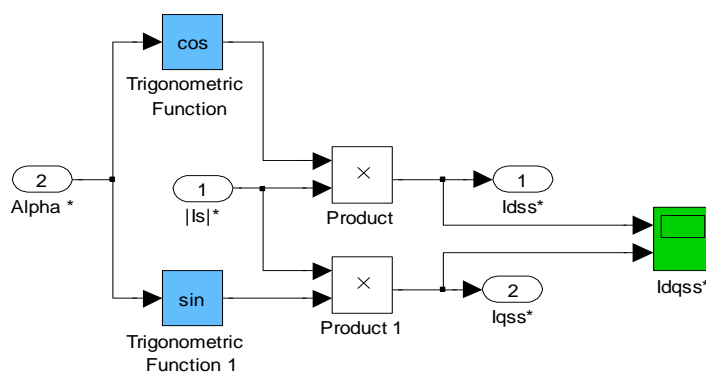 cos
Trigonometric
Function
2
Alpha *
1
|Is|*
×
Product
1
Idss*
Idqss*
sin
Trigonometric
Function 1
×
Product 1
2
Iqss*